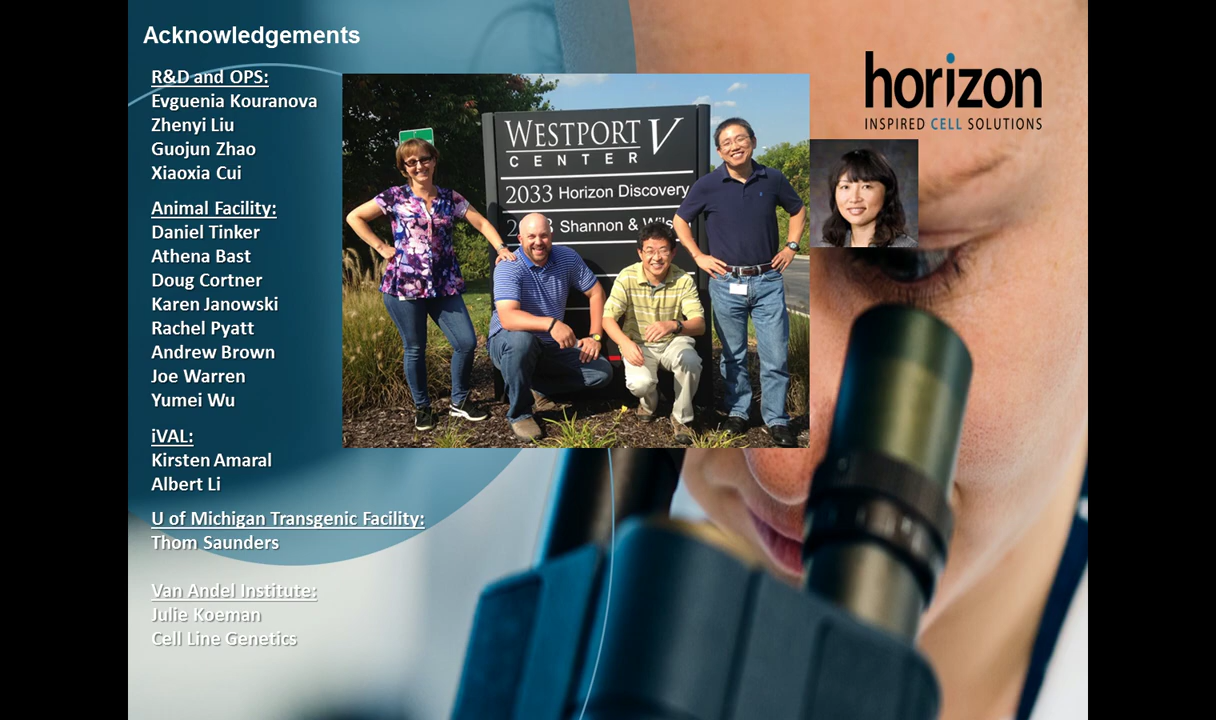 Acknowledgements
R&D and OPS:
Evguenia Kouranova
Zhenyi Liu
Guojun Zhao
Xiaoxia Cui
Animal Facility:
Daniel Tinker
Athena Bast
Doug Cortner
Karen Janowski
Rachel Pyatt
Andrew Brown
Joe Warren
Yumei Wu
iVAL:
Kirsten Amaral
Albert Li
U of Michigan Transgenic Facility:
Thom Saunders
Van Andel Institute:
Julie Koeman
Cell Line Genetics
WESTPORT V
CENTER
2033 Horizon Discovery
Shannon &
horizon
INSPIRED CELL SOLUTIONS